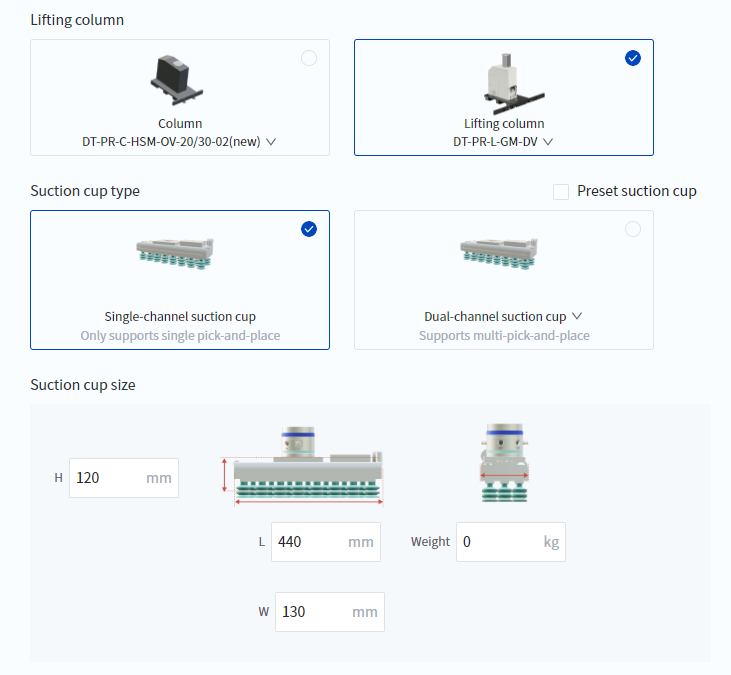 Lifting column
Column
DT-PR-C-HSM-OV-20/30-02(new)
Lifting column
DT-PR-L-GM-DV
Suction cup type
Preset suction cup
Single-channel suction cup
Only supports single pick-and-place
Dual-channel suction cup
Supports multi-pick-and-place
Suction cup size
H 120 mm
L 440 mm
Weight 0 kg
W 130 mm